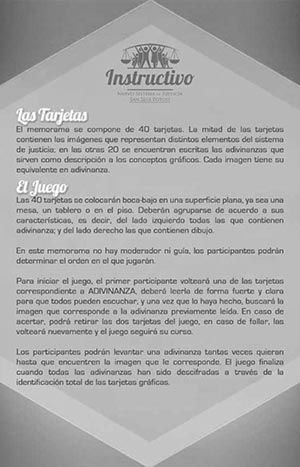 Instructivo
NUEVO SISTEMA DE JUSTICIA
SAN LUIS POTOSÍ
Las Tarjetas
El memorama se compone de 40 tarjetas. La mitad de las tarjetas
contienen las imágenes que representan distintos elementos del sistema
de justicia; en las otras 20 se encuentran escritas las adivinanzas que
sirven como descripción a los conceptos gráficos. Cada imagen tiene su
equivalente en adivinanza.
El Juego
Las 40 tarjetas se colocarán boca-bajo en una superficie plana, ya sea una
mesa, un tablero o en el piso. Deberán agruparse de acuerdo a sus
características, es decir, del lado izquierdo todas las que contienen
adivinanza; y del lado derecho las que contienen dibujo.
En este memorama no hay moderador ni guía, los participantes podrán
determinar el orden en el que jugarán.
Para iniciar el juego, el primer participante volteará una de las tarjetas
correspondiente a ADIVINANZA, deberá leerla de forma fuerte y clara
para que todos pueden escuchar, y una vez que lo haya hecho, buscará la
imagen que corresponde a la adivinanza previamente leída. En caso de
acertar, podrá retirar las dos tarjetas del juego, en caso de fallar, las
volteará nuevamente y el juego seguirá su curso.
Los participantes podrán levantar una adivinanza tantas veces quieran
hasta que encuentren la imagen que le corresponde. El juego finaliza
cuando todas las adivinanzas han sido descifradas a través de la
identificación total de las tarjetas gráficas.